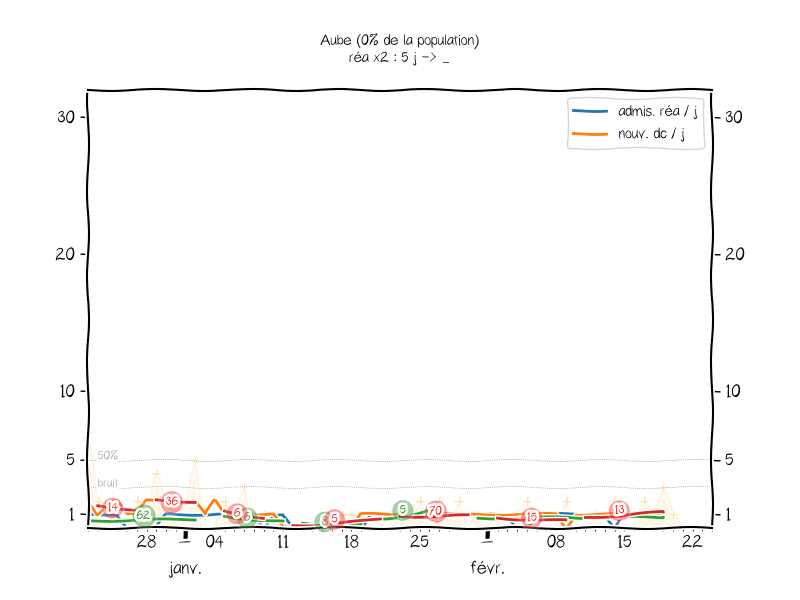 Aube (0% de la population)
réa x2 : 5 j -> _
admis. réa / j
nouv. dc / j
30 30
20 20
10 10
5 50% 5
bruit
1 1
14 62 36 6 5 5 70 15 13
28 04 11 18 25 08 15 22
janv. févr.